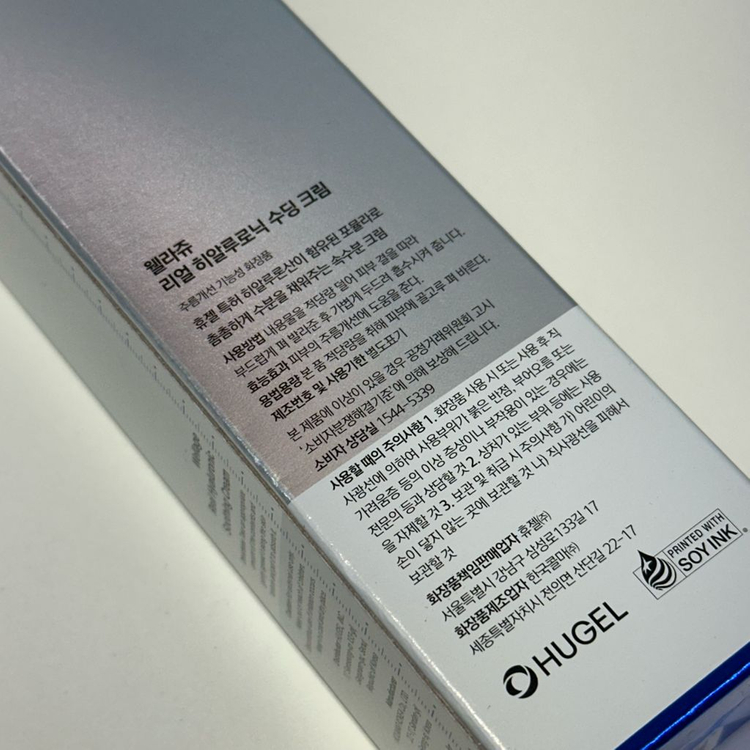 웰라쥬
리얼 히알루로닉 수딩 크림
주름개선 기능성 화장품
휴젤 특허 히알루론산이 함유된 포뮬라로
촘촘하게 수분을 채워주는 속수분 크림
사용방법 내용물을 적당량 덜어 피부 결을 따라
부드럽게 펴 발라준 후 가볍게 두드려 흡수시켜 줍니다.
효능효과 피부의 주름개선에 도움을 준다.
용법용량 본 품 적당량을 취해 피부에 골고루 펴 바른다.
제조번호 및 사용기한 별도표기
본 제품에 이상이 있을 경우 공정거래위원회 고시
'소비자분쟁해결기준'에 의해 보상해 드립니다.
소비자 상담실 1544-5339
사용할 때의 주의사항 1. 화장품 사용 시 또는 사용 후 직
사광선에 의하여 사용부위가 붉은 반점, 부어오름 또는
가려움증 등의 이상 증상이나 부작용이 있는 경우에는
전문의 등과 상담할 것 2. 상처가 있는 부위 등에는 사용
을 자제할 것 3. 보관 및 취급 시 주의사항 가) 어린이의
손이 닿지 않는 곳에 보관할 것 나) 직사광선을 피해서
보관할 것
화장품책임판매업자 휴젤㈜
서울특별시 강남구 삼성로133길 17
화장품제조업자 한국콜마㈜
세종특별자치시 전의면 산단길 22-17
HUGEL
PRINTED WITH
SOY INK
Wellage
Real Hyaluronic
Soothing Cream